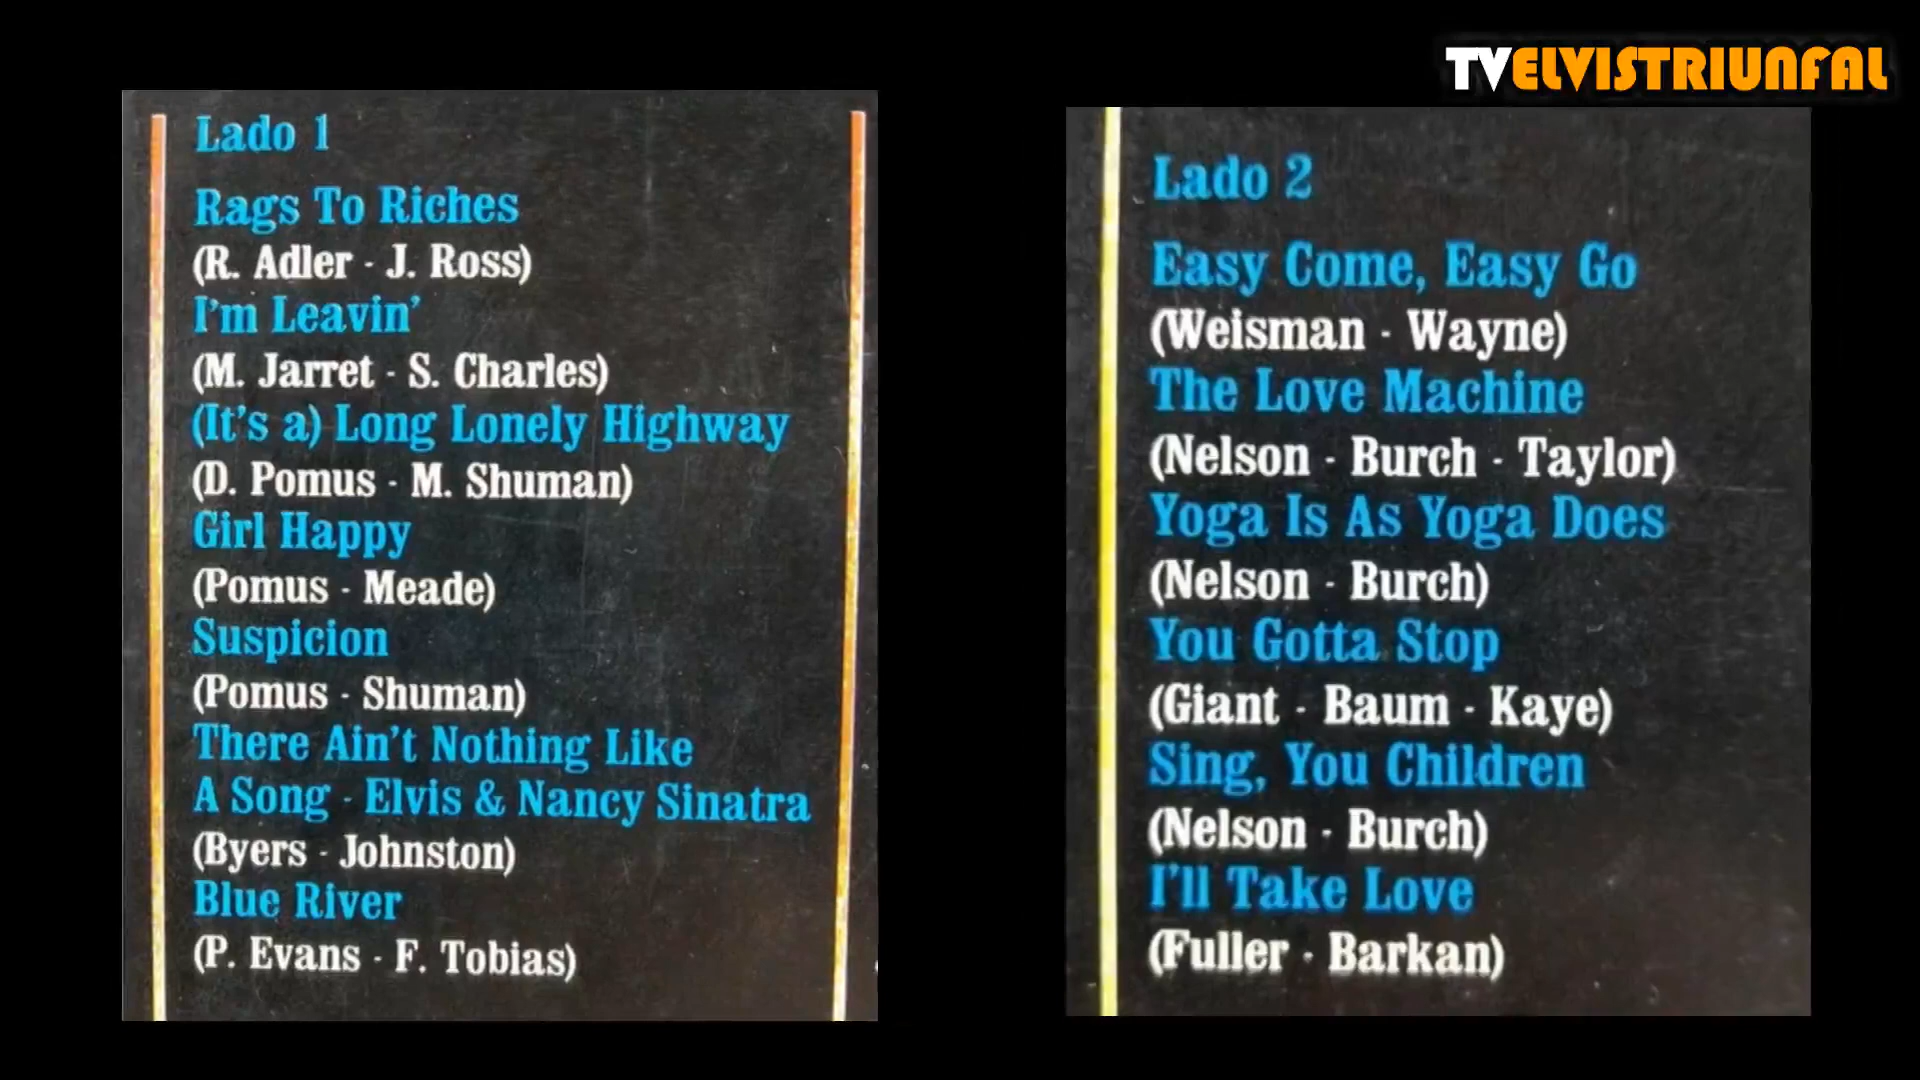 TVELVISTRIUNFAL
Lado 1
Rags To Riches
(R. Adler - J. Ross)
I'm Leavin'
(M. Jarret - S. Charles)
(It's a) Long Lonely Highway
(D. Pomus - M. Shuman)
Girl Happy
(Pomus - Meade)
Suspicion
(Pomus - Shuman)
There Ain't Nothing Like
A Song - Elvis & Nancy Sinatra
(Byers - Johnston)
Blue River
(P. Evans - F. Tobias)
Lado 2
Easy Come, Easy Go
(Weisman - Wayne)
The Love Machine
(Nelson - Burch - Taylor)
Yoga Is As Yoga Does
(Nelson - Burch)
You Gotta Stop
(Giant - Baum - Kaye)
Sing, You Children
(Nelson - Burch)
I'll Take Love
(Fuller - Barkan)